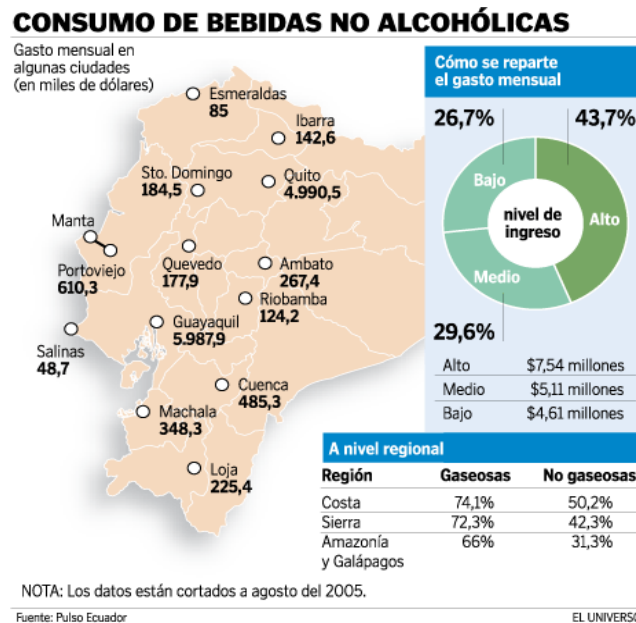 CONSUMO DE BEBIDAS NO ALCOHÓLICAS
Gasto mensual en
algunas ciudades
(en miles de dólares)
Esmeraldas
85
Ibarra
142,6
Sto. Domingo
184,5
Quito
4.990,5
Manta
Portoviejo
610,3
Quevedo
177,9
Ambato
267,4
Riobamba
124,2
Guayaquil
5.987,9
Salinas
48,7
Cuenca
485,3
Machala
348,3
Loja
225,4
Cómo se reparte
el gasto mensual
26,7% 43,7%
Bajo
Alto
nivel de
ingreso
Medio
29,6%
Alto $7,54 millones
Medio $5,11 millones
Bajo $4,61 millones
A nivel regional
Región Gaseosas No gaseosas
Costa 74,1% 50,2%
Sierra 72,3% 42,3%
Amazonía 66% 31,3%
y Galápagos
NOTA: Los datos están cortados a agosto del 2005.
Fuente: Pulso Ecuador EL UNIVERSO